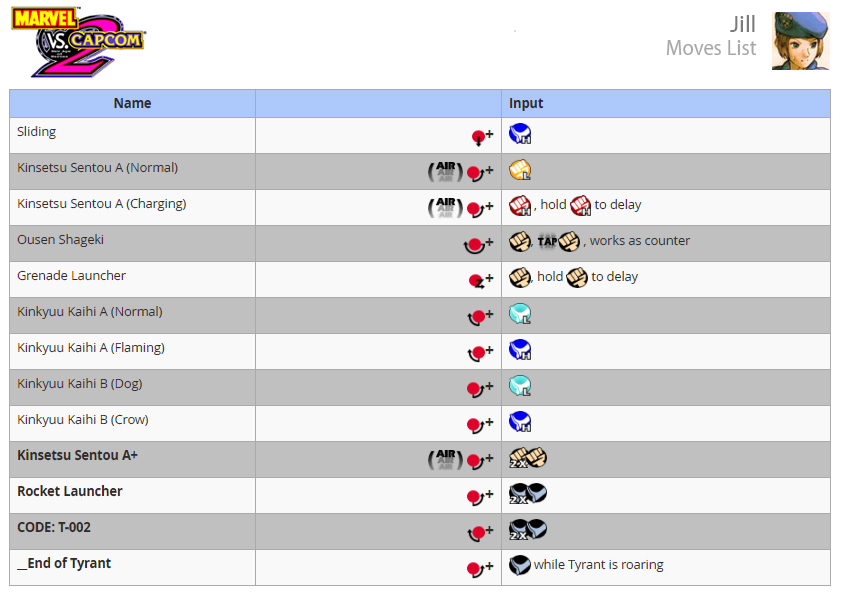 MARVEL
VS. CAPCOM
2
Jill
Moves List
Name Input
Sliding + H
Kinsetsu Sentou A (Normal) (AIR) + L
Kinsetsu Sentou A (Charging) (AIR) + H , hold H to delay
Ousen Shageki + , TAP , works as counter
Grenade Launcher + , hold to delay
Kinkyuu Kaihi A (Normal) + L
Kinkyuu Kaihi A (Flaming) + H
Kinkyuu Kaihi B (Dog) + L
Kinkyuu Kaihi B (Crow) + H
Kinsetsu Sentou A+ (AIR) + 2X
Rocket Launcher + 2X
CODE: T-002 + 2X
__End of Tyrant + while Tyrant is roaring